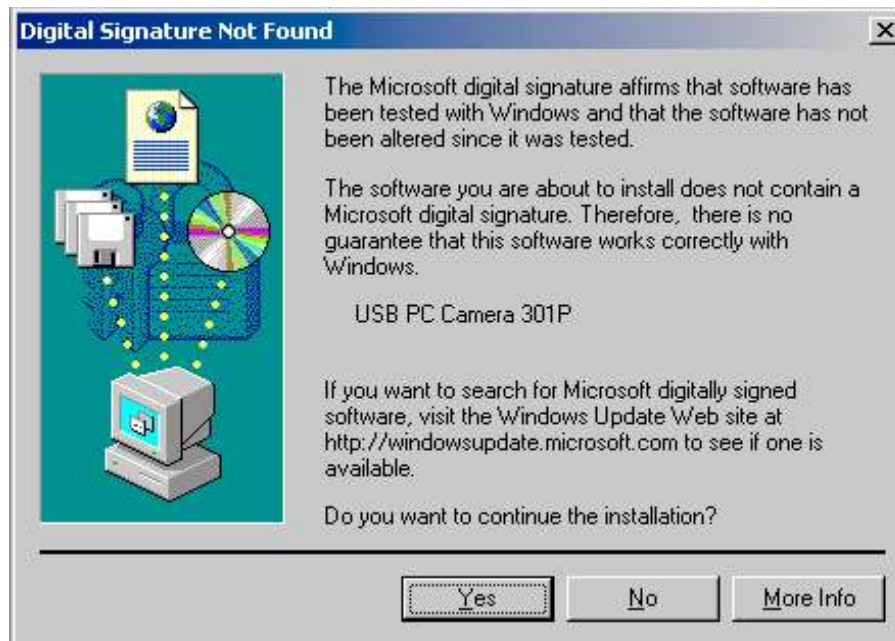 Digital Signature Not Found
The Microsoft digital signature affirms that software has
been tested with Windows and that the software has not
been altered since it was tested.
The software you are about to install does not contain a
Microsoft digital signature. Therefore, there is no
guarantee that this software works correctly with
Windows.
USB PC Camera 301P
If you want to search for Microsoft digitally signed
software, visit the Windows Update Web site at
http://windowsupdate.microsoft.com to see if one is
available.
Do you want to continue the installation?
Yes No More Info